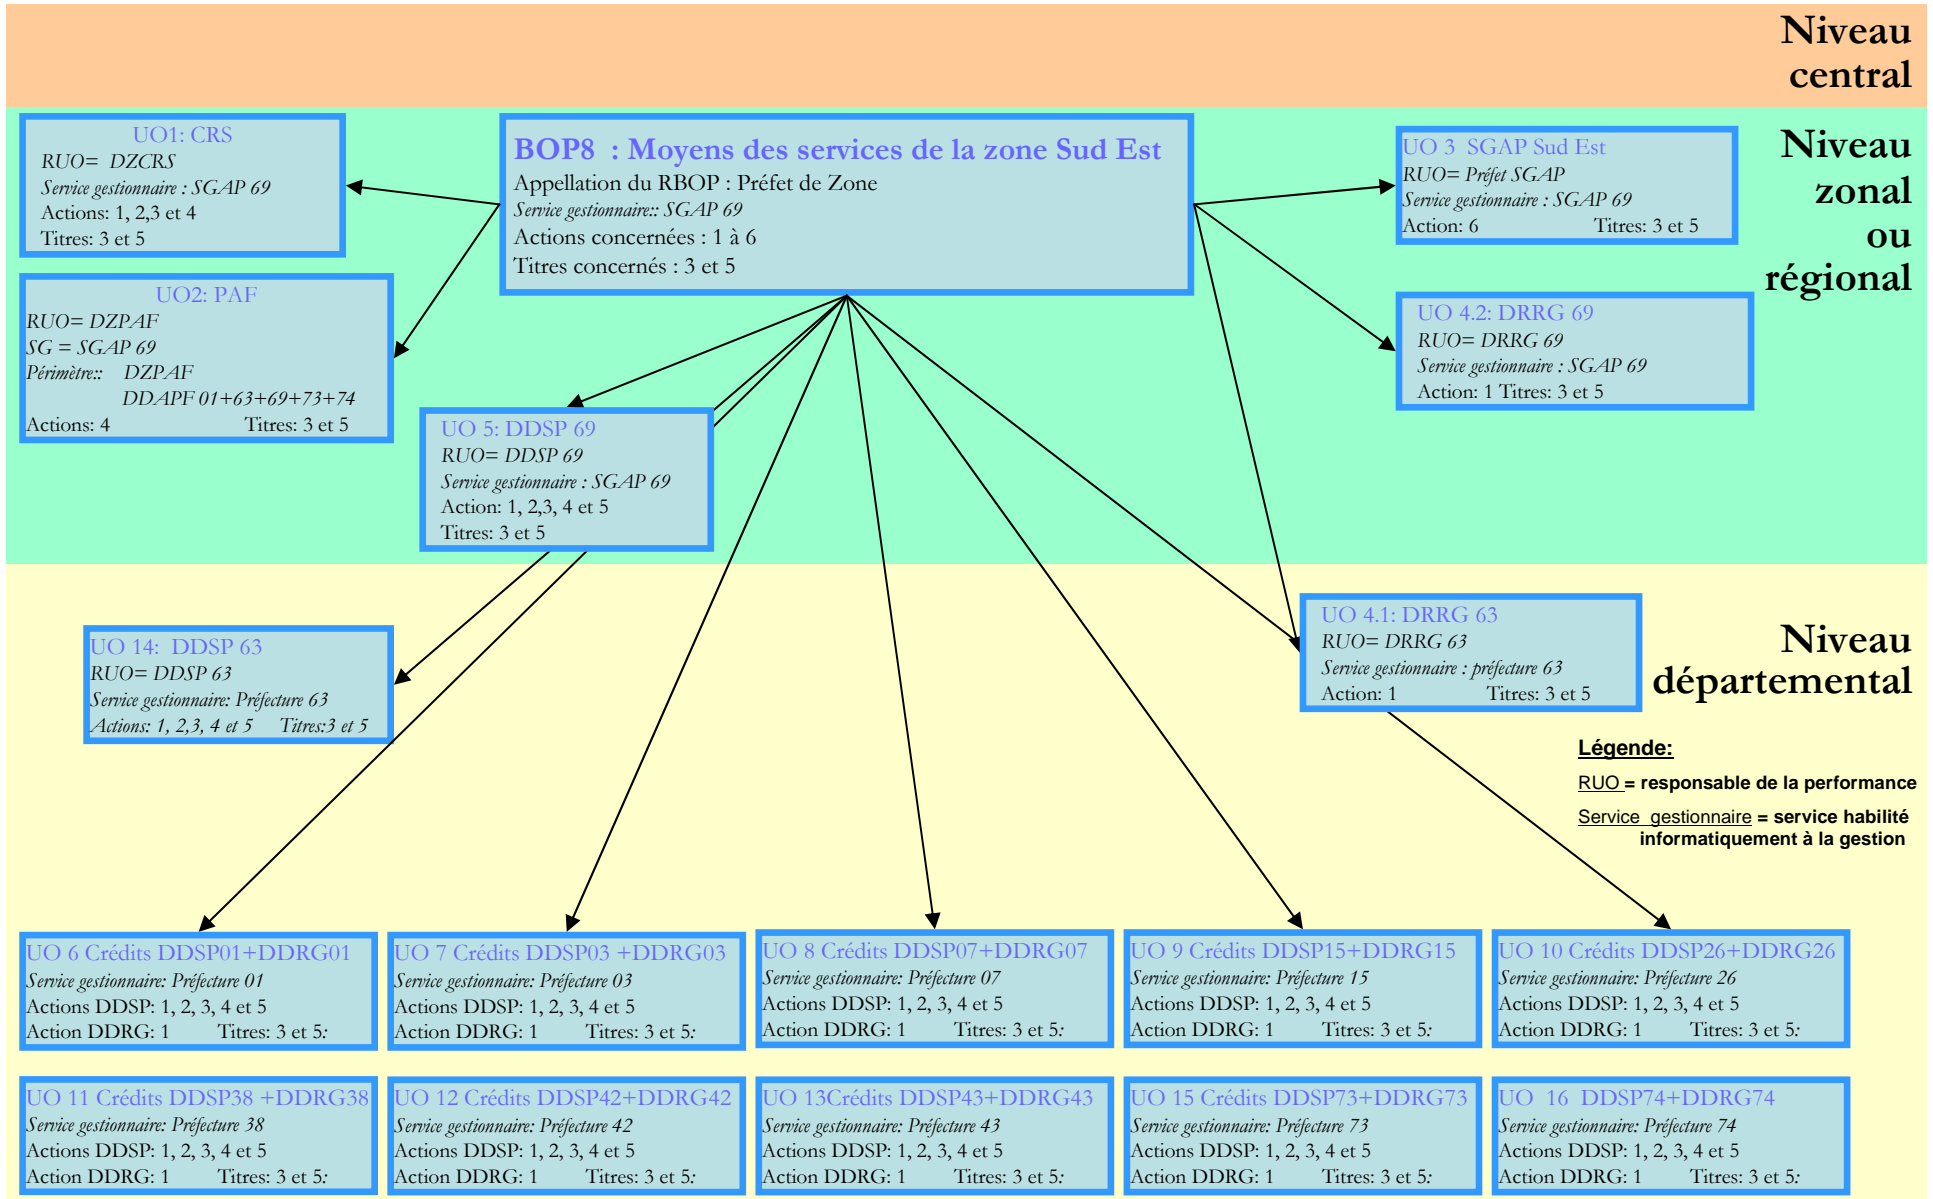 Niveau
central
UO1: CRS
RUO= DZCRS
Service gestionnaire : SGAP 69
Actions: 1, 2,3 et 4
Titres: 3 et 5
BOP8 : Moyens des services de la zone Sud Est
Appellation du RBOP : Préfet de Zone
Service gestionnaire:: SGAP 69
Actions concernées : 1 à 6
Titres concernés : 3 et 5
UO 3 SGAP Sud Est
RUO= Préfet SGAP
Service gestionnaire : SGAP 69
Action: 6 Titres: 3 et 5
Niveau
zonal
ou
régional
UO2: PAF
RUO= DZPAF
SG = SGAP 69
Périmètre:: DZPAF
DDAPF 01+63+69+73+74
Actions: 4 Titres: 3 et 5
UO 4.2: DRRG 69
RUO= DRRG 69
Service gestionnaire : SGAP 69
Action: 1 Titres: 3 et 5
UO 5: DDSP 69
RUO= DDSP 69
Service gestionnaire : SGAP 69
Action: 1, 2,3, 4 et 5
Titres: 3 et 5
UO 14: DDSP 63
RUO= DDSP 63
Service gestionnaire: Préfecture 63
Actions: 1, 2,3, 4 et 5 Titres:3 et 5
UO 4.1: DRRG 63
RUO= DRRG 63
Service gestionnaire : préfecture 63
Action: 1 Titres: 3 et 5
Niveau
départemental
Légende:
RUO = responsable de la performance
Service gestionnaire = service habilité
informatiquement à la gestion
UO 6 Crédits DDSP01+DDRG01
Service gestionnaire: Préfecture 01
Actions DDSP: 1, 2, 3, 4 et 5
Action DDRG: 1 Titres: 3 et 5:
UO 7 Crédits DDSP03 +DDRG03
Service gestionnaire: Préfecture 03
Actions DDSP: 1, 2, 3, 4 et 5
Action DDRG: 1 Titres: 3 et 5:
UO 8 Crédits DDSP07+DDRG07
Service gestionnaire: Préfecture 07
Actions DDSP: 1, 2, 3, 4 et 5
Action DDRG: 1 Titres: 3 et 5:
UO 9 Crédits DDSP15+DDRG15
Service gestionnaire: Préfecture 15
Actions DDSP: 1, 2, 3, 4 et 5
Action DDRG: 1 Titres: 3 et 5:
UO 10 Crédits DDSP26+DDRG26
Service gestionnaire: Préfecture 26
Actions DDSP: 1, 2, 3, 4 et 5
Action DDRG: 1 Titres: 3 et 5:
UO 11 Crédits DDSP38 +DDRG38
Service gestionnaire: Préfecture 38
Actions DDSP: 1, 2, 3, 4 et 5
Action DDRG: 1 Titres: 3 et 5:
UO 12 Crédits DDSP42+DDRG42
Service gestionnaire: Préfecture 42
Actions DDSP: 1, 2, 3, 4 et 5
Action DDRG: 1 Titres: 3 et 5:
UO 13Crédits DDSP43+DDRG43
Service gestionnaire: Préfecture 43
Actions DDSP: 1, 2, 3, 4 et 5
Action DDRG: 1 Titres: 3 et 5:
UO 15 Crédits DDSP73+DDRG73
Service gestionnaire: Préfecture 73
Actions DDSP: 1, 2, 3, 4 et 5
Action DDRG: 1 Titres: 3 et 5:
UO 16 DDSP74+DDRG74
Service gestionnaire: Préfecture 74
Actions DDSP: 1, 2, 3, 4 et 5
Action DDRG: 1 Titres: 3 et 5: